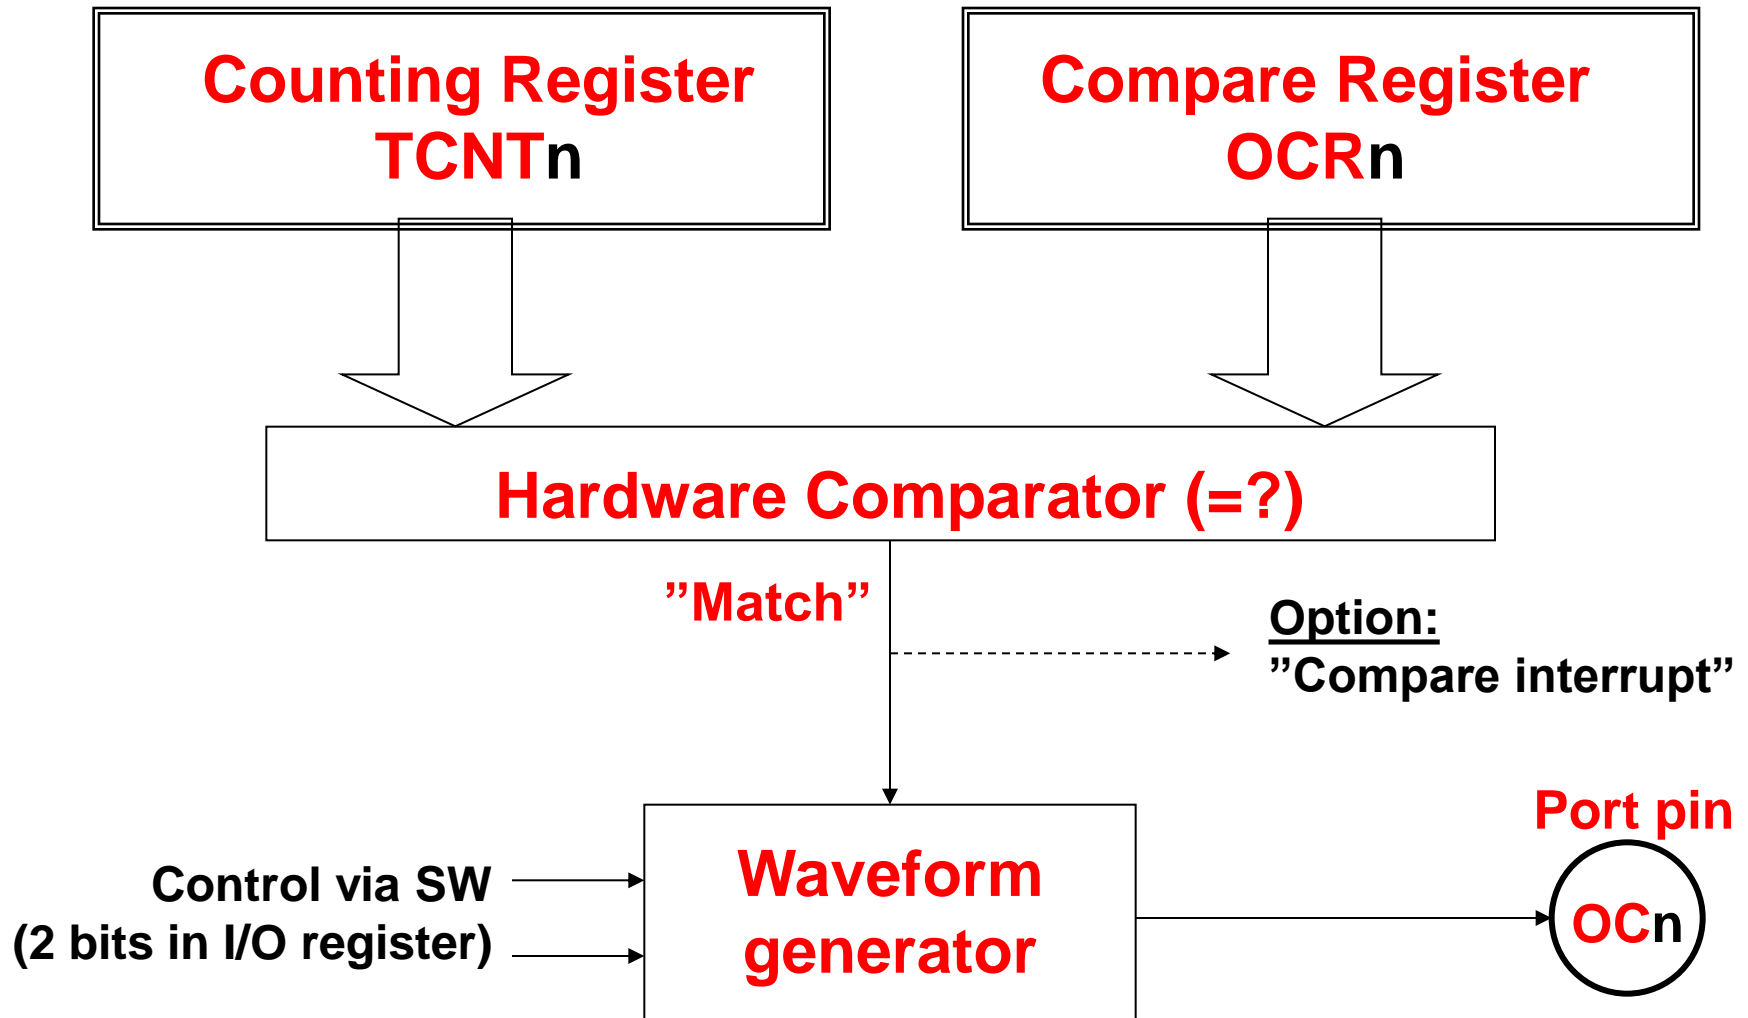 Counting Register
TCNTn
Compare Register
OCRn
Hardware Comparator (=?)
”Match”
Option:
”Compare interrupt”
Port pin
Control via SW
(2 bits in I/O register)
Waveform
generator
OCn